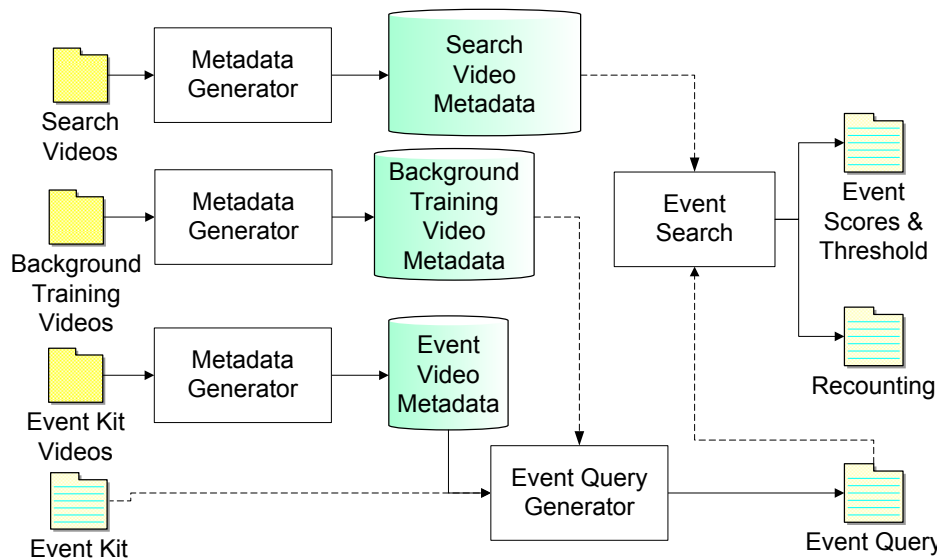 Search
Videos
Metadata
Generator
Search
Video
Metadata
Background
Training
Videos
Metadata
Generator
Background
Training
Video
Metadata
Event Kit
Videos
Metadata
Generator
Event
Video
Metadata
Event Kit
Event Query
Generator
Event Query
Event
Search
Event
Scores &
Threshold
Recounting